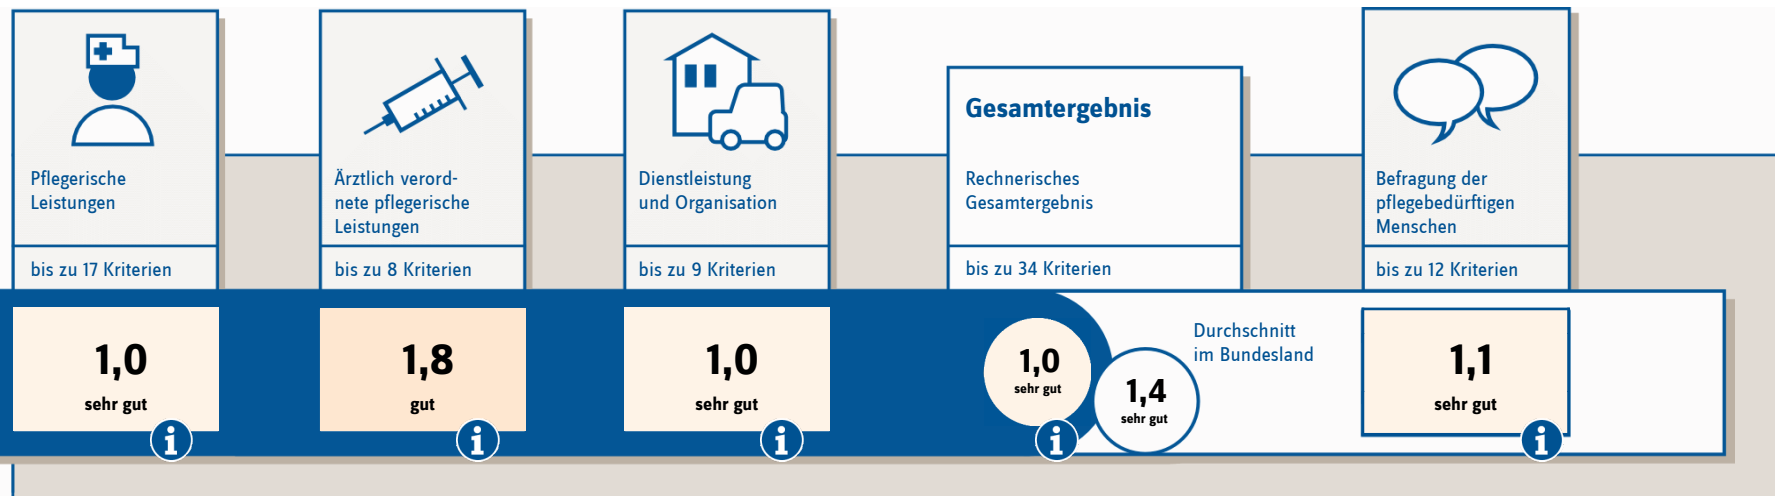 Pflegerische
Leistungen
bis zu 17 Kriterien
1,0
sehr gut
i
Ärztlich verord-
nete pflegerische
Leistungen
bis zu 8 Kriterien
1,8
gut
i
Dienstleistung
und Organisation
bis zu 9 Kriterien
1,0
sehr gut
i
Gesamtergebnis
Rechnerisches
Gesamtergebnis
bis zu 34 Kriterien
1,0
sehr gut
i
1,4
sehr gut
Durchschnitt
im Bundesland
Befragung der
pflegebedürftigen
Menschen
bis zu 12 Kriterien
1,1
sehr gut
i